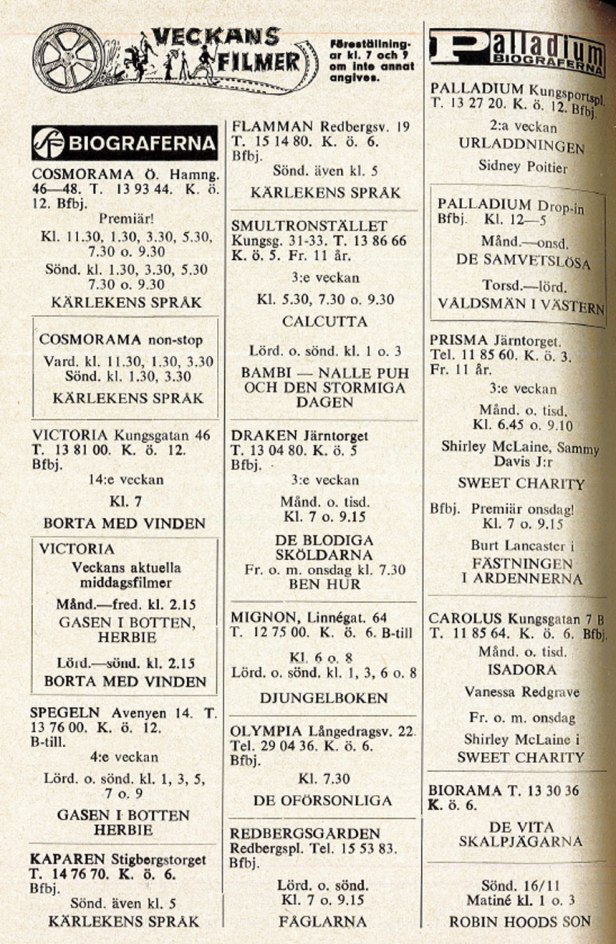 VECKANS
FILMER
Föreställning-
ar kl. 7 och 9
om inte annat
angives.
SF BIOGRAFERNA
COSMORAMA Ö. Hamng.
46—48. T. 13 93 44. K. ö.
12. Bfbj.
Premiär!
Kl. 11.30, 1.30, 3.30, 5.30,
7.30 o. 9.30
Sönd. kl. 1.30, 3.30, 5.30
7.30 o. 9.30
KÄRLEKENS SPRÅK
COSMORAMA non-stop
Vard. kl. 11.30, 1.30, 3.30
Sönd. kl. 1.30, 3.30
KÄRLEKENS SPRÅK
VICTORIA Kungsgatan 46
T. 13 81 00. K. ö. 12.
Bfbj.
14:e veckan
Kl. 7
BORTA MED VINDEN
VICTORIA
Veckans aktuella
middagsfilmer
Månd.—fred. kl. 2.15
GASEN I BOTTEN,
HERBIE
Lörd.—sönd. kl. 2.15
BORTA MED VINDEN
SPEGELN Avenyen 14. T.
13 76 00. K. ö. 12.
B-till.
4:e veckan
Lörd. o. sönd. kl. 1, 3, 5,
7 o. 9
GASEN I BOTTEN
HERBIE
KAPAREN Stigbergstorget
T. 14 76 70. K. ö. 6.
Bfbj.
Sönd. även kl. 5
KÄRLEKENS SPRÅK
FLAMMAN Redbergsv. 19
T. 15 14 80. K. ö. 6.
Bfbj.
Sönd. även kl. 5
KÄRLEKENS SPRÅK
SMULTRONSTÄLLET
Kungsg. 31-33. T. 13 86 66
K. ö. 5. Fr. 11 år.
3:e veckan
Kl. 5.30, 7.30 o. 9.30
CALCUTTA
Lörd. o. sönd. kl. 1 o. 3
BAMBI — NALLE PUH
OCH DEN STORMIGA
DAGEN
DRAKEN Järntorget
T. 13 04 80. K. ö. 5
Bfbj.
3:e veckan
Månd. o. tisd.
Kl. 7 o. 9.15
DE BLODIGA
SKÖLDARNA
Fr. o. m. onsdag kl. 7.30
BEN HUR
MIGNON, Linnégat. 64
T. 12 75 00. K. ö. 6. B-till
Kl. 6 o. 8
Lörd. o. sönd. kl. 1, 3, 6 o. 8
DJUNGELBOKEN
OLYMPIA Långedragsv. 22
Tel. 29 04 36. K. ö. 6.
Bfbj.
Kl. 7.30
DE OFÖRSONLIGA
REDBERGSGÅRDEN
Redbergspl. Tel. 15 53 83.
Bfbj.
Lörd. o. sönd.
Kl. 7 o. 9.15
FÅGLARNA
Palladium
BIOGRAFERNA
PALLADIUM Kungsportspl.
T. 13 27 20. K. ö. 12. Bfbj.
2:a veckan
URLADDNINGEN
Sidney Poitier
PALLADIUM Drop-in
Bfbj. Kl. 12—5
Månd.—onsd.
DE SAMVETSLÖSA
Torsd.—lörd.
VÅLDSMÄN I VÄSTERN
PRISMA Järntorget.
Tel. 11 85 60. K. ö. 3.
Fr. 11 år.
3:e veckan
Månd. o. tisd.
Kl. 6.45 o. 9.10
Shirley McLaine, Sammy
Davis J:r
SWEET CHARITY
Bfbj. Premiär onsdag!
Kl. 7 o. 9.15
Burt Lancaster i
FÄSTNINGEN
I ARDENNERNA
CAROLUS Kungsgatan 7 B
T. 11 85 64. K. ö. 6. Bfbj.
Månd. o. tisd.
ISADORA
Vanessa Redgrave
Fr. o. m. onsdag
Shirley McLaine i
SWEET CHARITY
BIORAMA T. 13 30 36
K. ö. 6.
DE VITA
SKALPJÄGARNA
Sönd. 16/11
Matiné kl. 1 o. 3
ROBIN HOODS SON